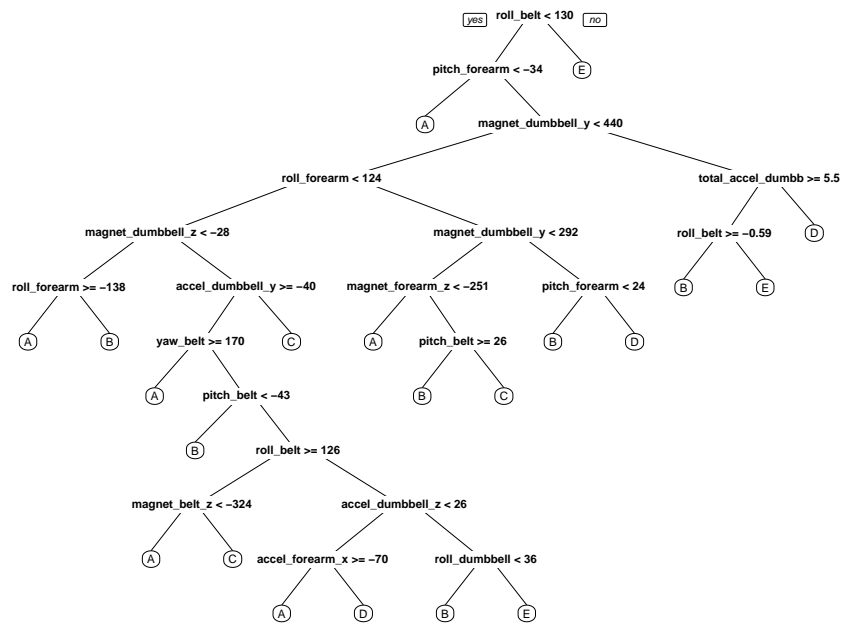 yes roll_belt < 130 no
pitch_forearm < −34 E
A magnet_dumbbell_y < 440
roll_forearm < 124 total_accel_dumbb >= 5.5
magnet_dumbbell_z < −28 magnet_dumbbell_y < 292 roll_belt >= −0.59 D
roll_forearm >= −138 accel_dumbbell_y >= −40 magnet_forearm_z < −251 pitch_forearm < 24 B E
A B yaw_belt >= 170 C A pitch_belt >= 26 B D
A pitch_belt < −43 B C
B roll_belt >= 126
magnet_belt_z < −324 accel_dumbbell_z < 26
A C accel_forearm_x >= −70 roll_dumbbell < 36
A D B E